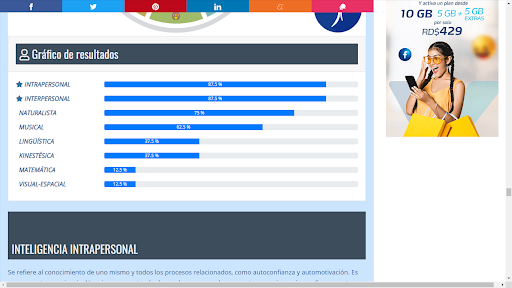 Gráfico de resultados
INTRAPERSONAL 87.5 %
INTERPERSONAL 87.5 %
NATURALISTA 75 %
MUSICAL 62.5 %
LINGÜÍSTICA 37.5 %
KINESTÉSICA 37.5 %
MATEMÁTICA 12.5 %
VISUAL-ESPACIAL 12.5 %
INTELIGENCIA INTRAPERSONAL
Se refiere al conocimiento de uno mismo y todos los procesos relacionados, como autoconfianza y automotivación. Es
Y activa un plan desde
10 GB 5 GB + 5 GB
EXTRAS
por solo
RD$429